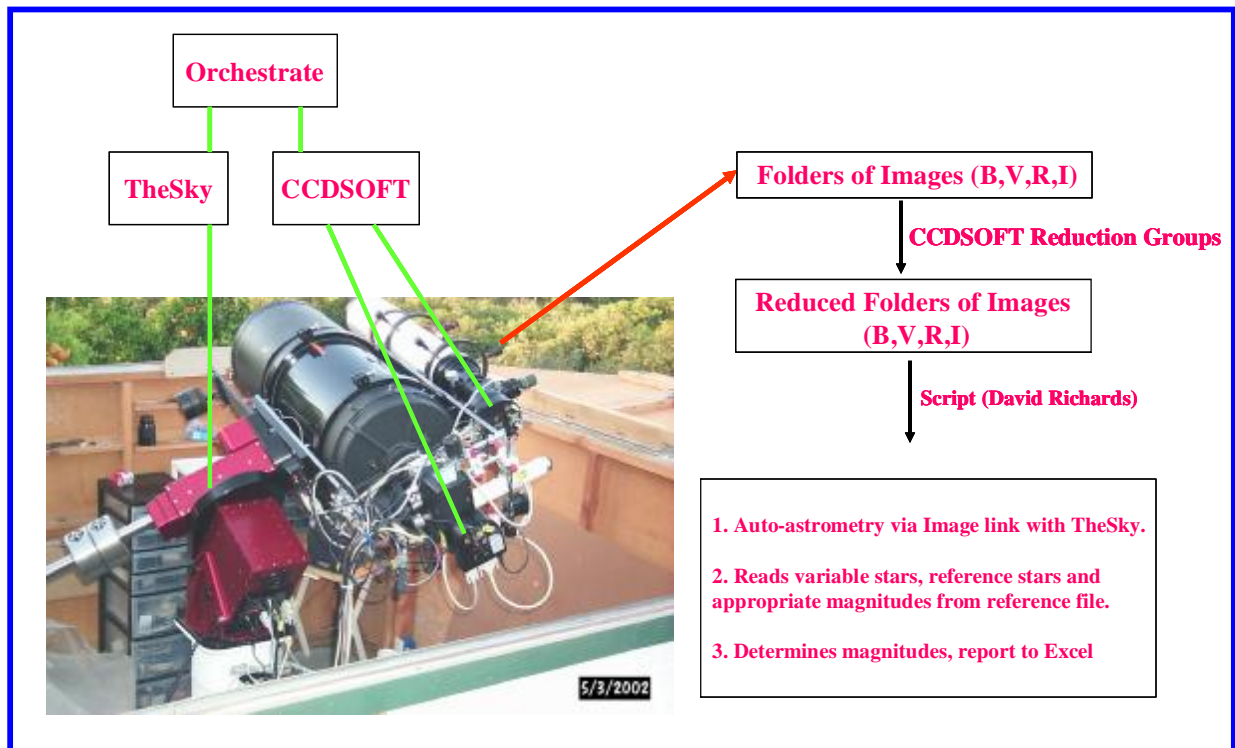 Orchestrate
TheSky
CCDSOFT
Folders of Images (B,V,R,I)
CCDSOFT Reduction Groups
Reduced Folders of Images
(B,V,R,I)
Script (David Richards)
1. Auto-astrometry via Image link with TheSky.
2. Reads variable stars, reference stars and
appropriate magnitudes from reference file.
3. Determines magnitudes, report to Excel
5/3/2002